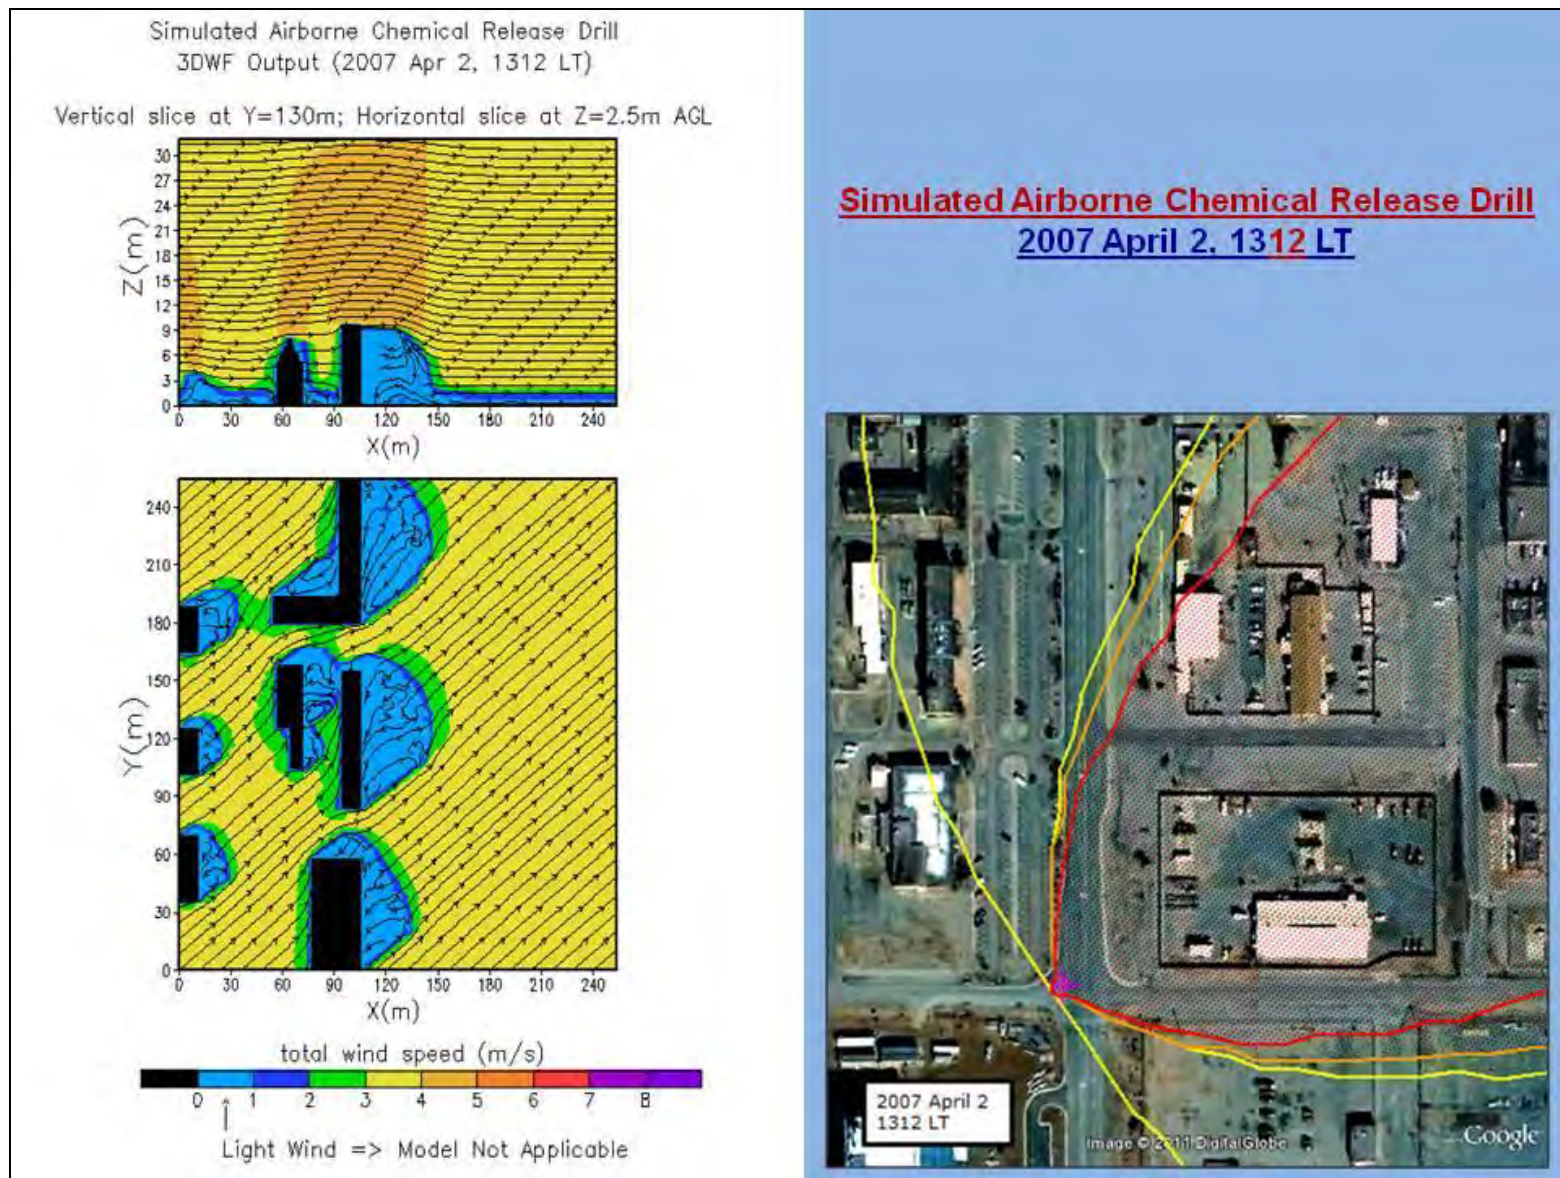 Simulated Airborne Chemical Release Drill
3DWF Output (2007 Apr 2, 1312 LT)
Vertical slice at Y=130m; Horizontal slice at Z=2.5m AGL
Z(m)
30
27
24
21
18
15
12
9
6
3
0
0 30 60 90 120 150 180 210 240
X(m)
Y(m)
240
210
180
150
120
90
60
30
0
0 30 60 90 120 150 180 210 240
X(m)
total wind speed (m/s)
0 1 2 3 4 5 6 7 8
Light Wind => Model Not Applicable
Simulated Airborne Chemical Release Drill
2007 April 2. 1312 LT
2007 April 2
1312 LT
Image © 2011 DigitalGlobe
Google